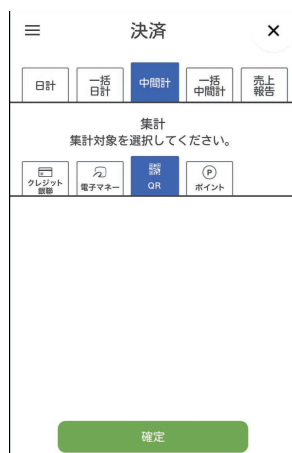 決済
日計
一括
日計
中間計
一括
中間計
売上
報告
集計
集計対象を選択してください。
クレジット
銀聯
電子マネー
QR
P
ポイント
確定